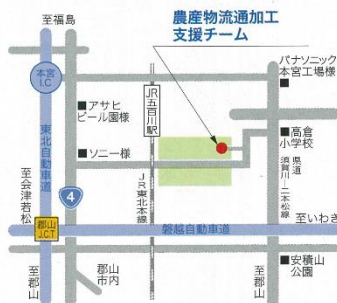 農産物流通加工
支援チーム
至福島
本宮
I.C
パナソニック
本宮工場様
JR五百川駅
■アサヒ
ビール園様
■高倉
小学校
■ソニー様
東北自動車道
県道
須賀川二本松線
至会津若松
4
JR東北本線
郡山
J.C.T
磐越自動車道
至いわき
■安積山
公園
至郡山
郡山
市内
至郡山